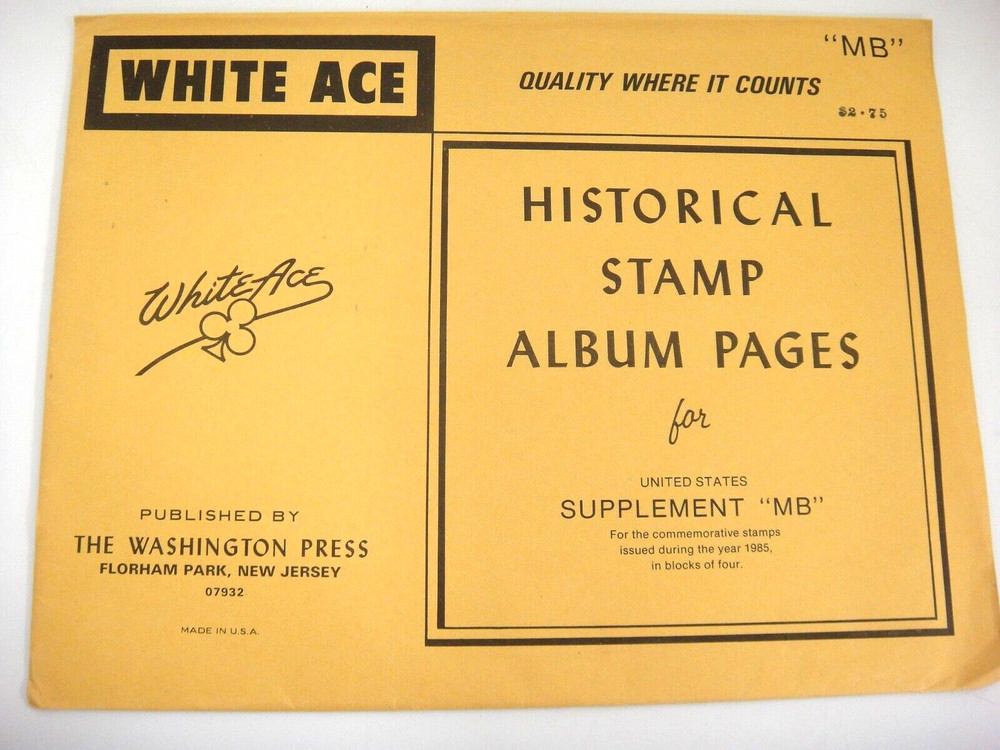 WHITE ACE
QUALITY WHERE IT COUNTS
"MB"
$2.75
HISTORICAL
STAMP
ALBUM PAGES
for
UNITED STATES
SUPPLEMENT "MB"
For the commemorative stamps
issued during the year 1985,
in blocks of four.
White Ace
PUBLISHED BY
THE WASHINGTON PRESS
FLORHAM PARK, NEW JERSEY
07932
MADE IN U.S.A.